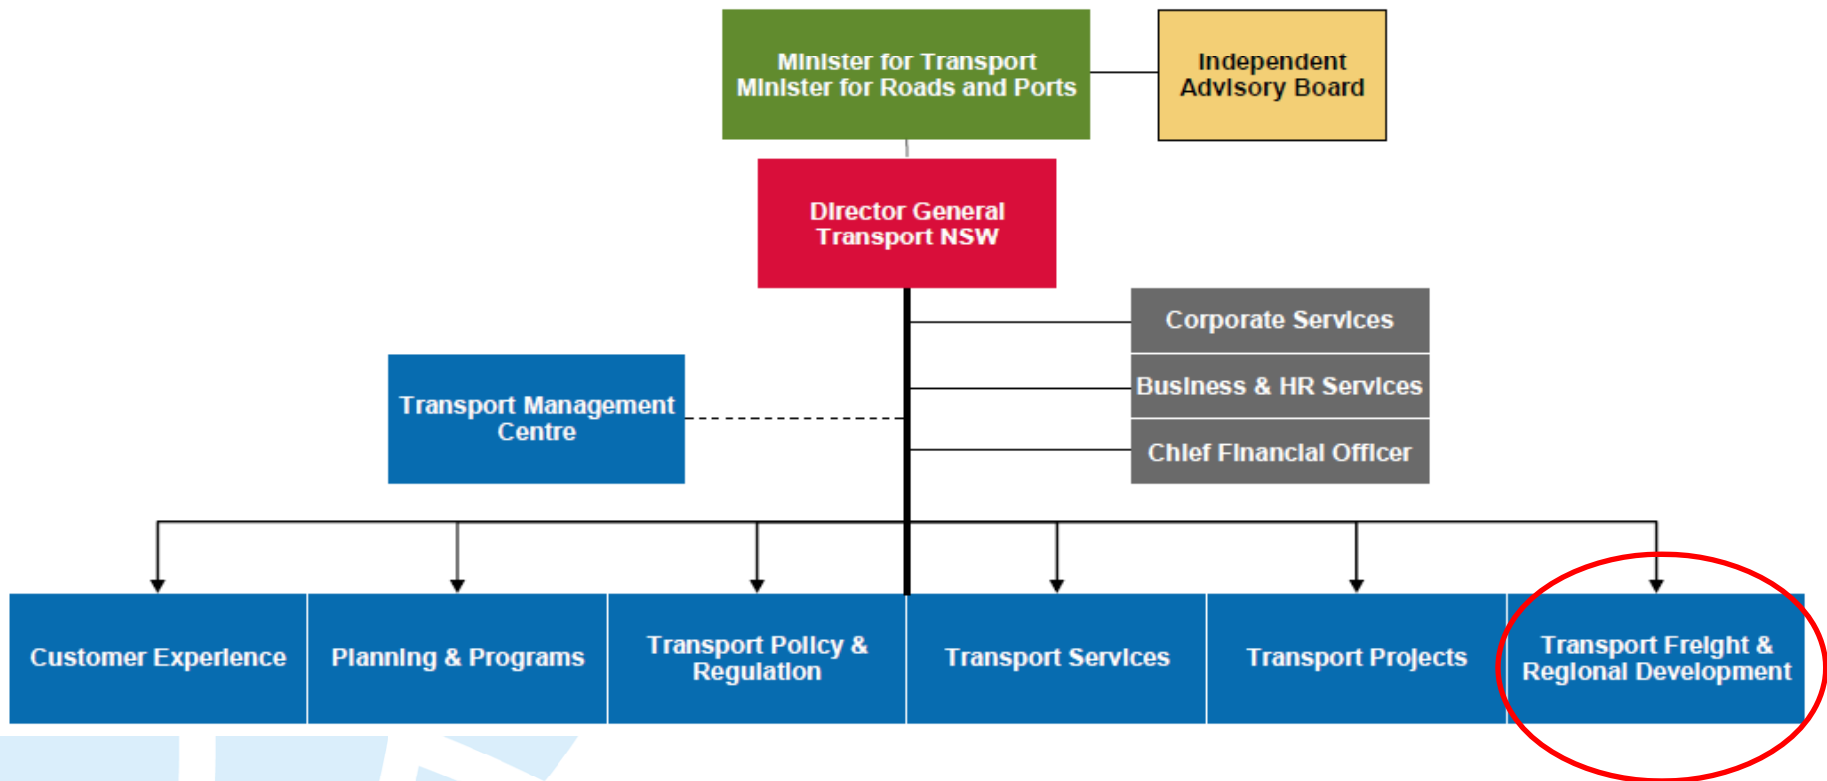 Minister for Transport
Minister for Roads and Ports
Independent
Advisory Board
Director General
Transport NSW
Corporate Services
Business & HR Services
Chief Financial Officer
Transport Management
Centre
Customer Experience
Planning & Programs
Transport Policy &
Regulation
Transport Services
Transport Projects
Transport Freight &
Regional Development